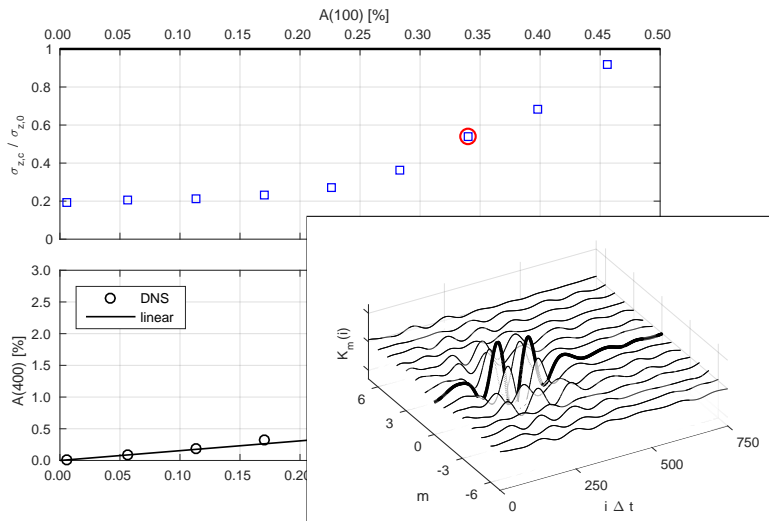 A(100) [%]
0.00 0.05 0.10 0.15 0.20 0.25 0.30 0.35 0.40 0.45 0.50
1
0.8
0.6
0.4
0.2
0
σz,c / σz,0
3.0
2.5
2.0
1.5
1.0
0.5
0.0
A(400) [%]
DNS
linear
0.00 0.05 0.10 0.15 0.2
K_m(i)
6
3
0
-3
-6
m
0
250
500
750
i Δ t